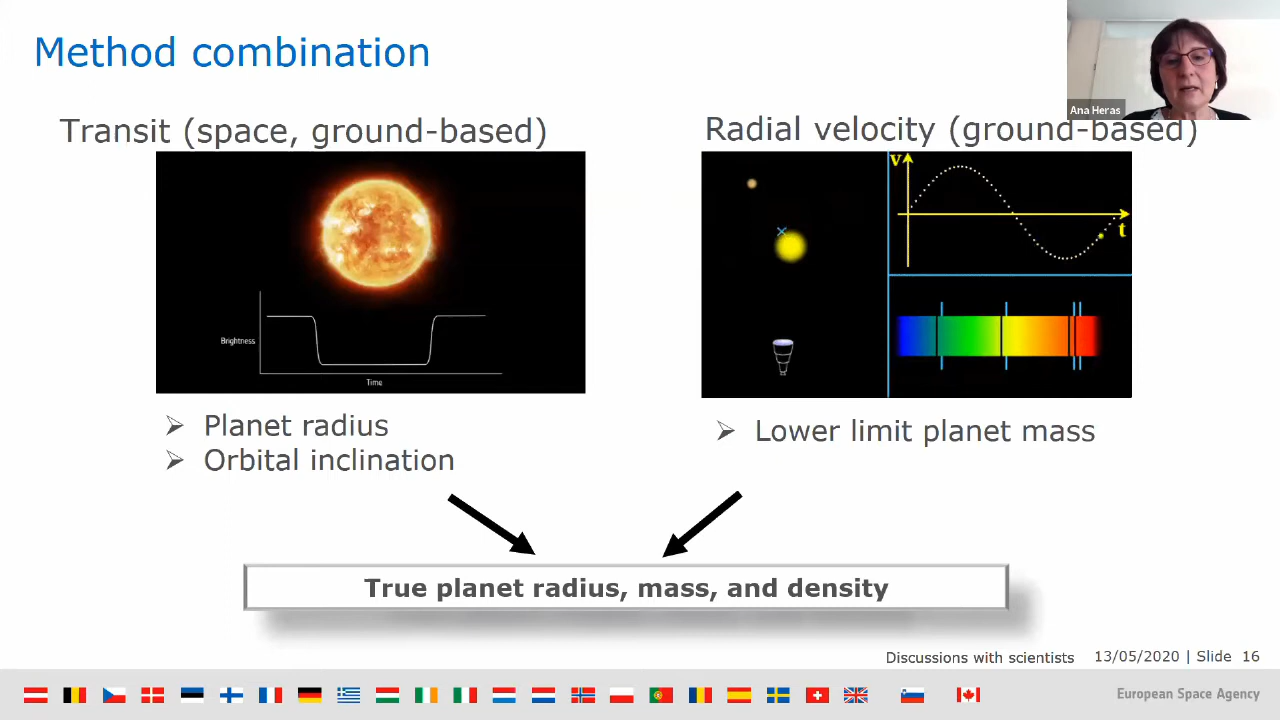 Method combination
Ana Heras
Transit (space, ground-based)
Radial velocity (ground-based)
Brightness
Time
v
t
➢ Planet radius
➢ Orbital inclination
➢ Lower limit planet mass
True planet radius, mass, and density
Discussions with scientists 13/05/2020 | Slide 16
European Space Agency